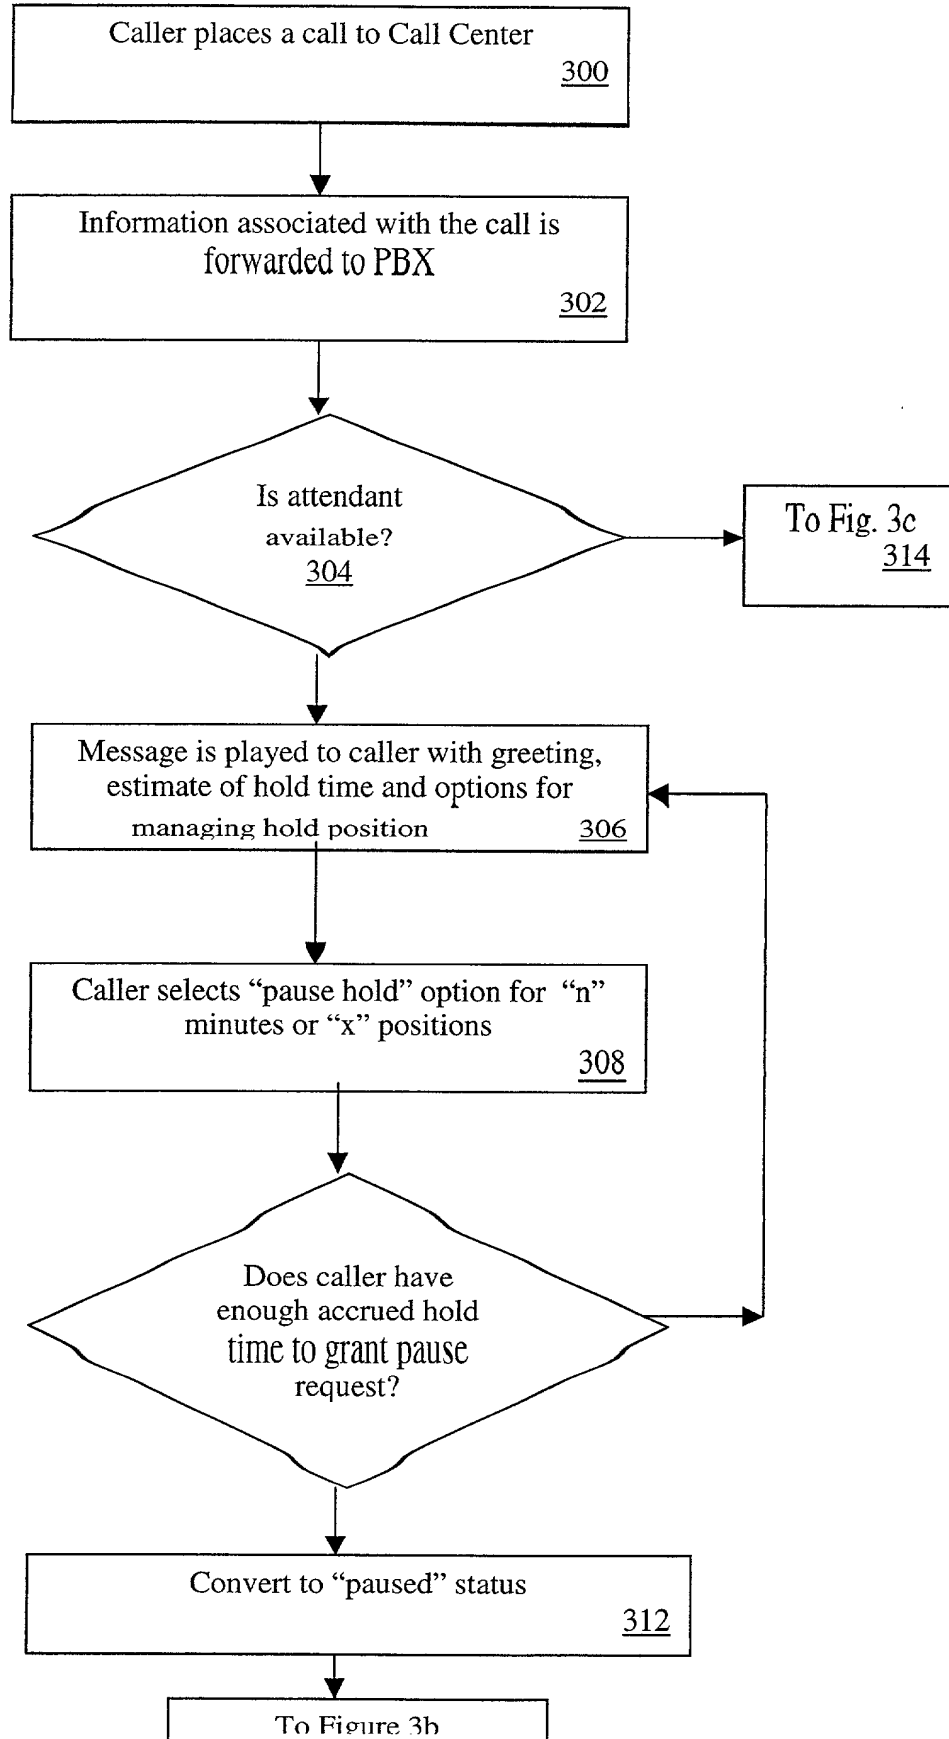 Caller places a call to Call Center
300
Information associated with the call is
forwarded to PBX
302
Is attendant
available?
304
To Fig. 3c
314
Message is played to caller with greeting,
estimate of hold time and options for
managing hold position 306
Caller selects “pause hold” option for “n”
minutes or “x” positions
308
Does caller have
enough accrued hold
time to grant pause
request?
Convert to “paused” status
312
To Figure 3b